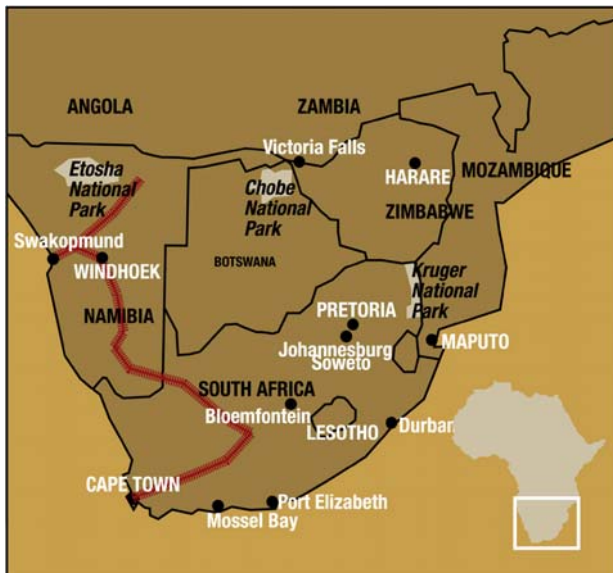 ANGOLA
ZAMBIA
Victoria Falls
Etosha
National
Park
Chobe
National
Park
HARARE
MOZAMBIQUE
ZIMBABWE
Swakopmund
WINDHOEK
BOTSWANA
Kruger
National
Park
NAMIBIA
PRETORIA
Johannesburg
Soweto
MAPUTO
SOUTH AFRICA
Bloemfontein
LESOTHO
Durban
CAPE TOWN
Port Elizabeth
Mossel Bay